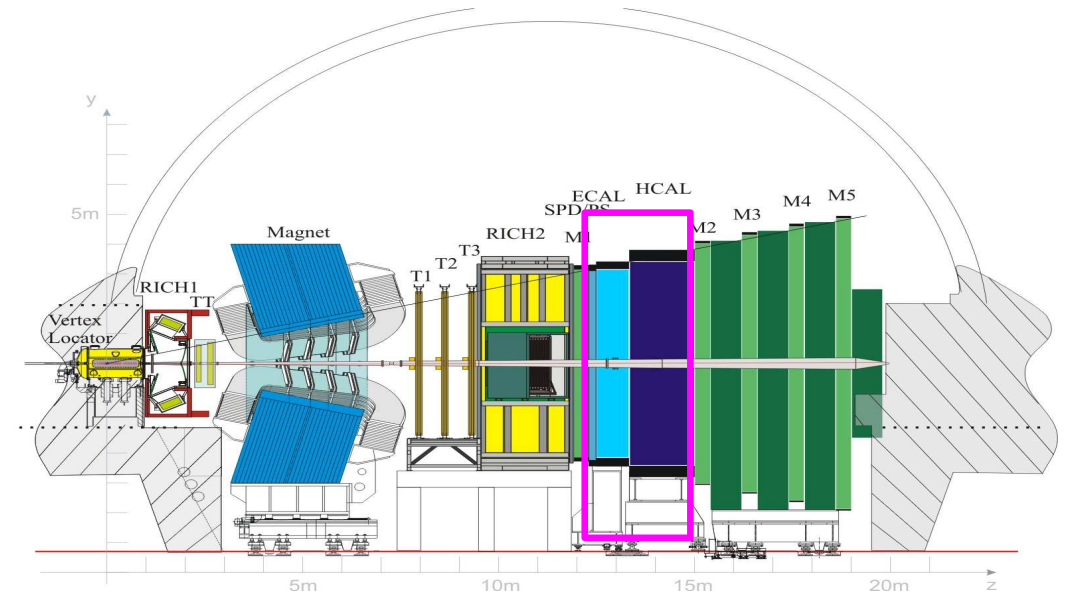 y
5m
Magnet
RICH1
TT
Vertex
Locator
T1
T2
T3
RICH2
M1
SPD/PS
ECAL
HCAL
M2
M3
M4
M5
5m
10m
15m
20m
z